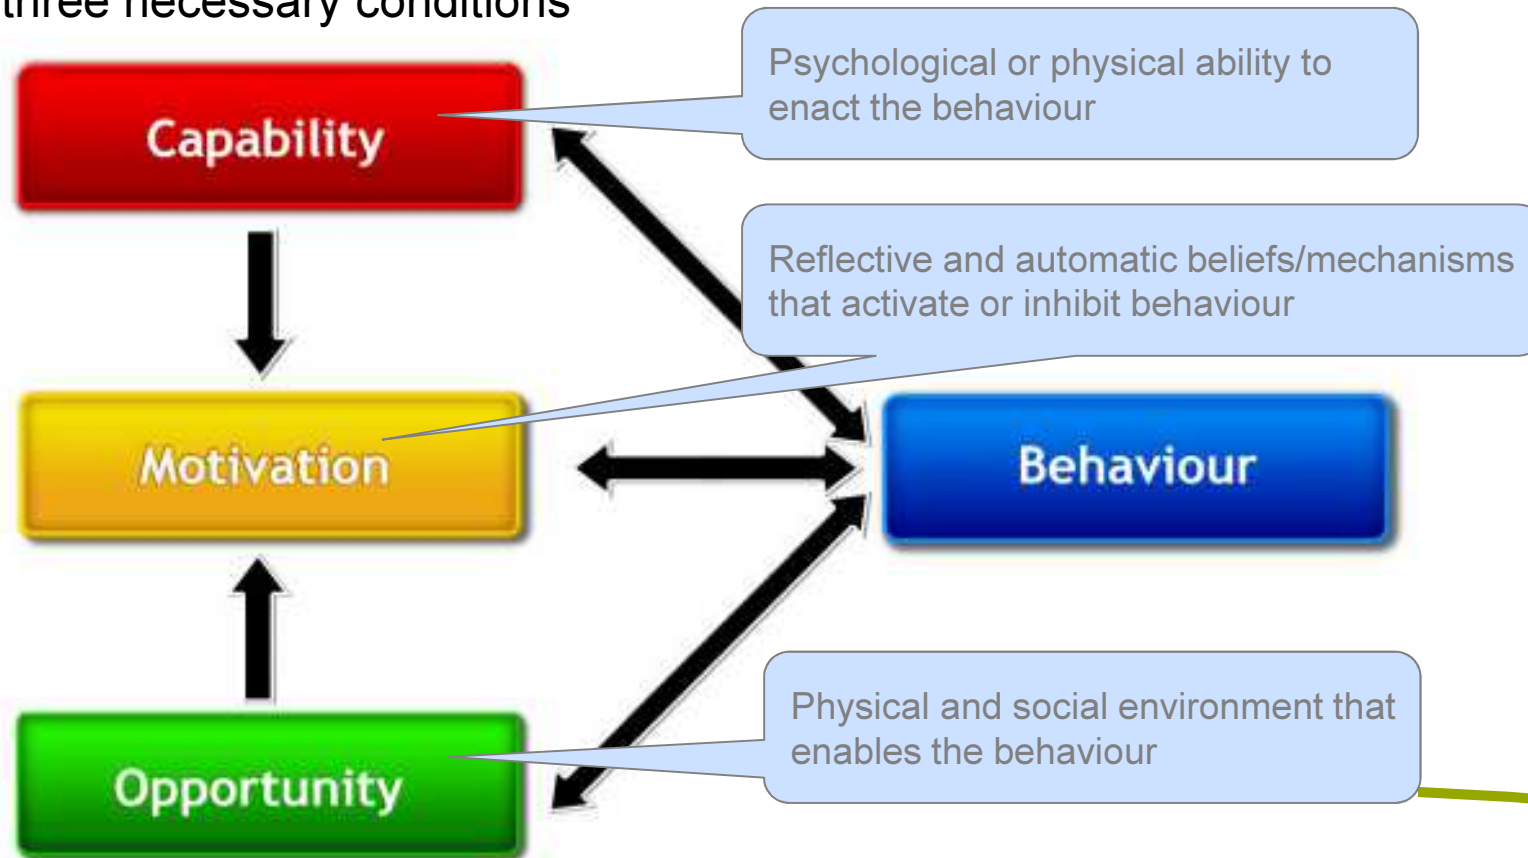 three necessary conditions
Psychological or physical ability to
enact the behaviour
Capability
Reflective and automatic beliefs/mechanisms
that activate or inhibit behaviour
Motivation
Behaviour
Physical and social environment that
enables the behaviour
Opportunity